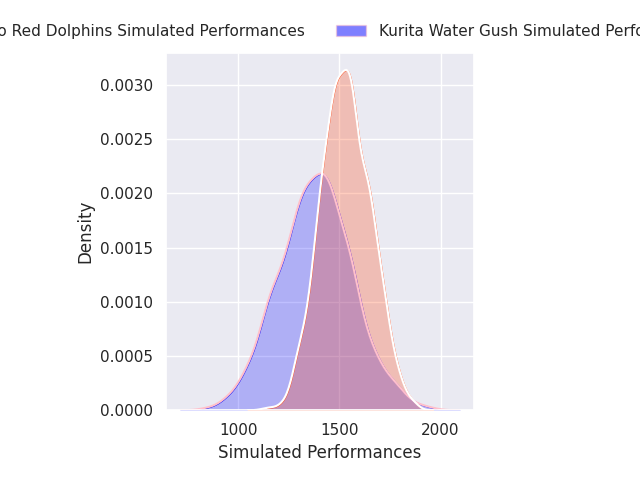 Red Dolphins Simulated Performances Kurita Water Gush Simulated
0.0030
0.0025
0.0020
0.0015
0.0010
0.0005
0.0000
Density
1000 1500 2000
Simulated Performances